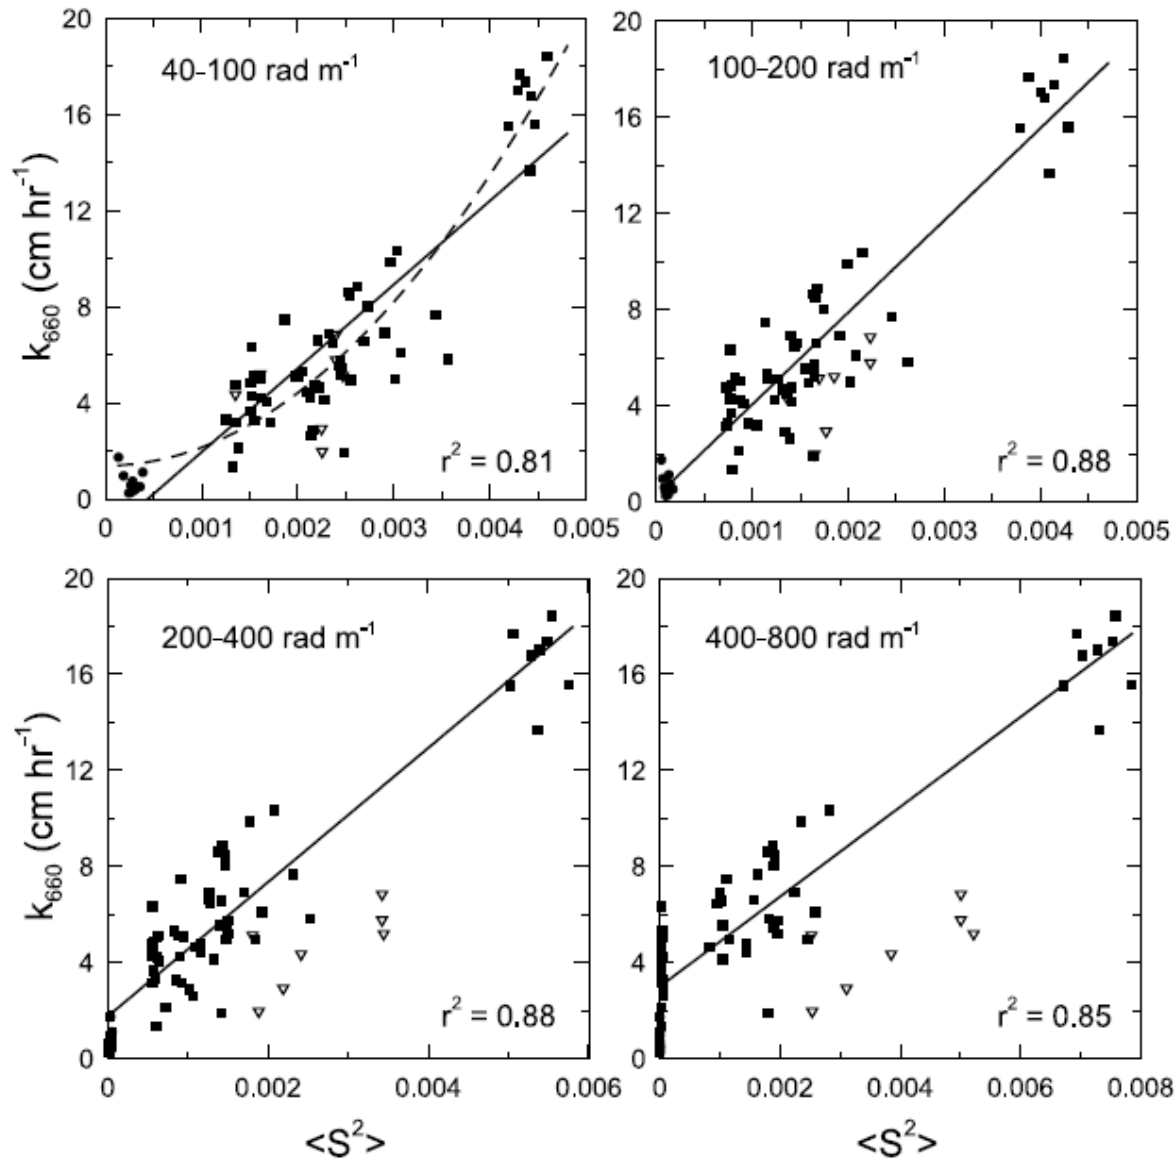 20
16
12
8
4
0
k660 (cm hr-1)
40-100 rad m-1
r2 = 0.81
0 0.001 0.002 0.003 0.004 0.005
20
16
12
8
4
0
100-200 rad m-1
r2 = 0.88
0 0.001 0.002 0.003 0.004 0.005
20
16
12
8
4
0
k660 (cm hr-1)
200-400 rad m-1
r2 = 0.88
0 0.002 0.004 0.006
<S2>
20
16
12
8
4
0
400-800 rad m-1
r2 = 0.85
0 0.002 0.004 0.006 0.008
<S2>